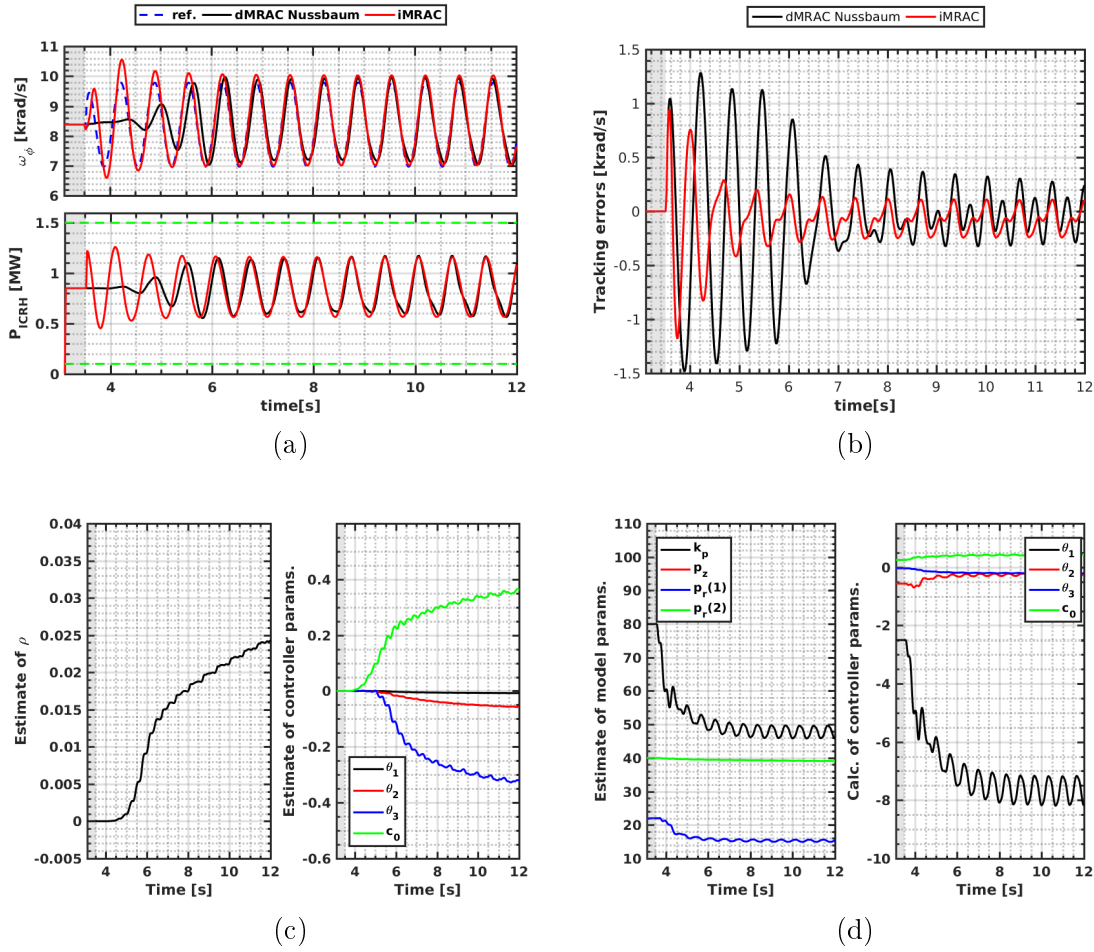 ref. dMRAC Nussbaum iMRAC
ω_ϕ [krad/s]
11
10
9
8
7
6
P_ICRH [MW]
1.5
1
0.5
0
4 6 8 10 12
time[s]
(a)
dMRAC Nussbaum iMRAC
Tracking errors [krad/s]
1.5
1
0.5
0
-0.5
-1
-1.5
4 5 6 7 8 9 10 11 12
time[s]
(b)
Estimate of ρ
0.04
0.035
0.03
0.025
0.02
0.015
0.01
0.005
0
-0.005
4 6 8 10 12
Time [s]
Estimate of controller params.
0.4
0.2
0
-0.2
-0.4
-0.6
θ_1
θ_2
θ_3
c_0
4 6 8 10 12
Time [s]
(c)
Estimate of model params.
110
100
90
80
70
60
50
40
30
20
10
k_p
p_z
p_r(1)
p_r(2)
4 6 8 10 12
Time [s]
Calc. of controller params.
0
-2
-4
-6
-8
-10
θ_1
θ_2
θ_3
c_0
4 6 8 10 12
Time [s]
(d)